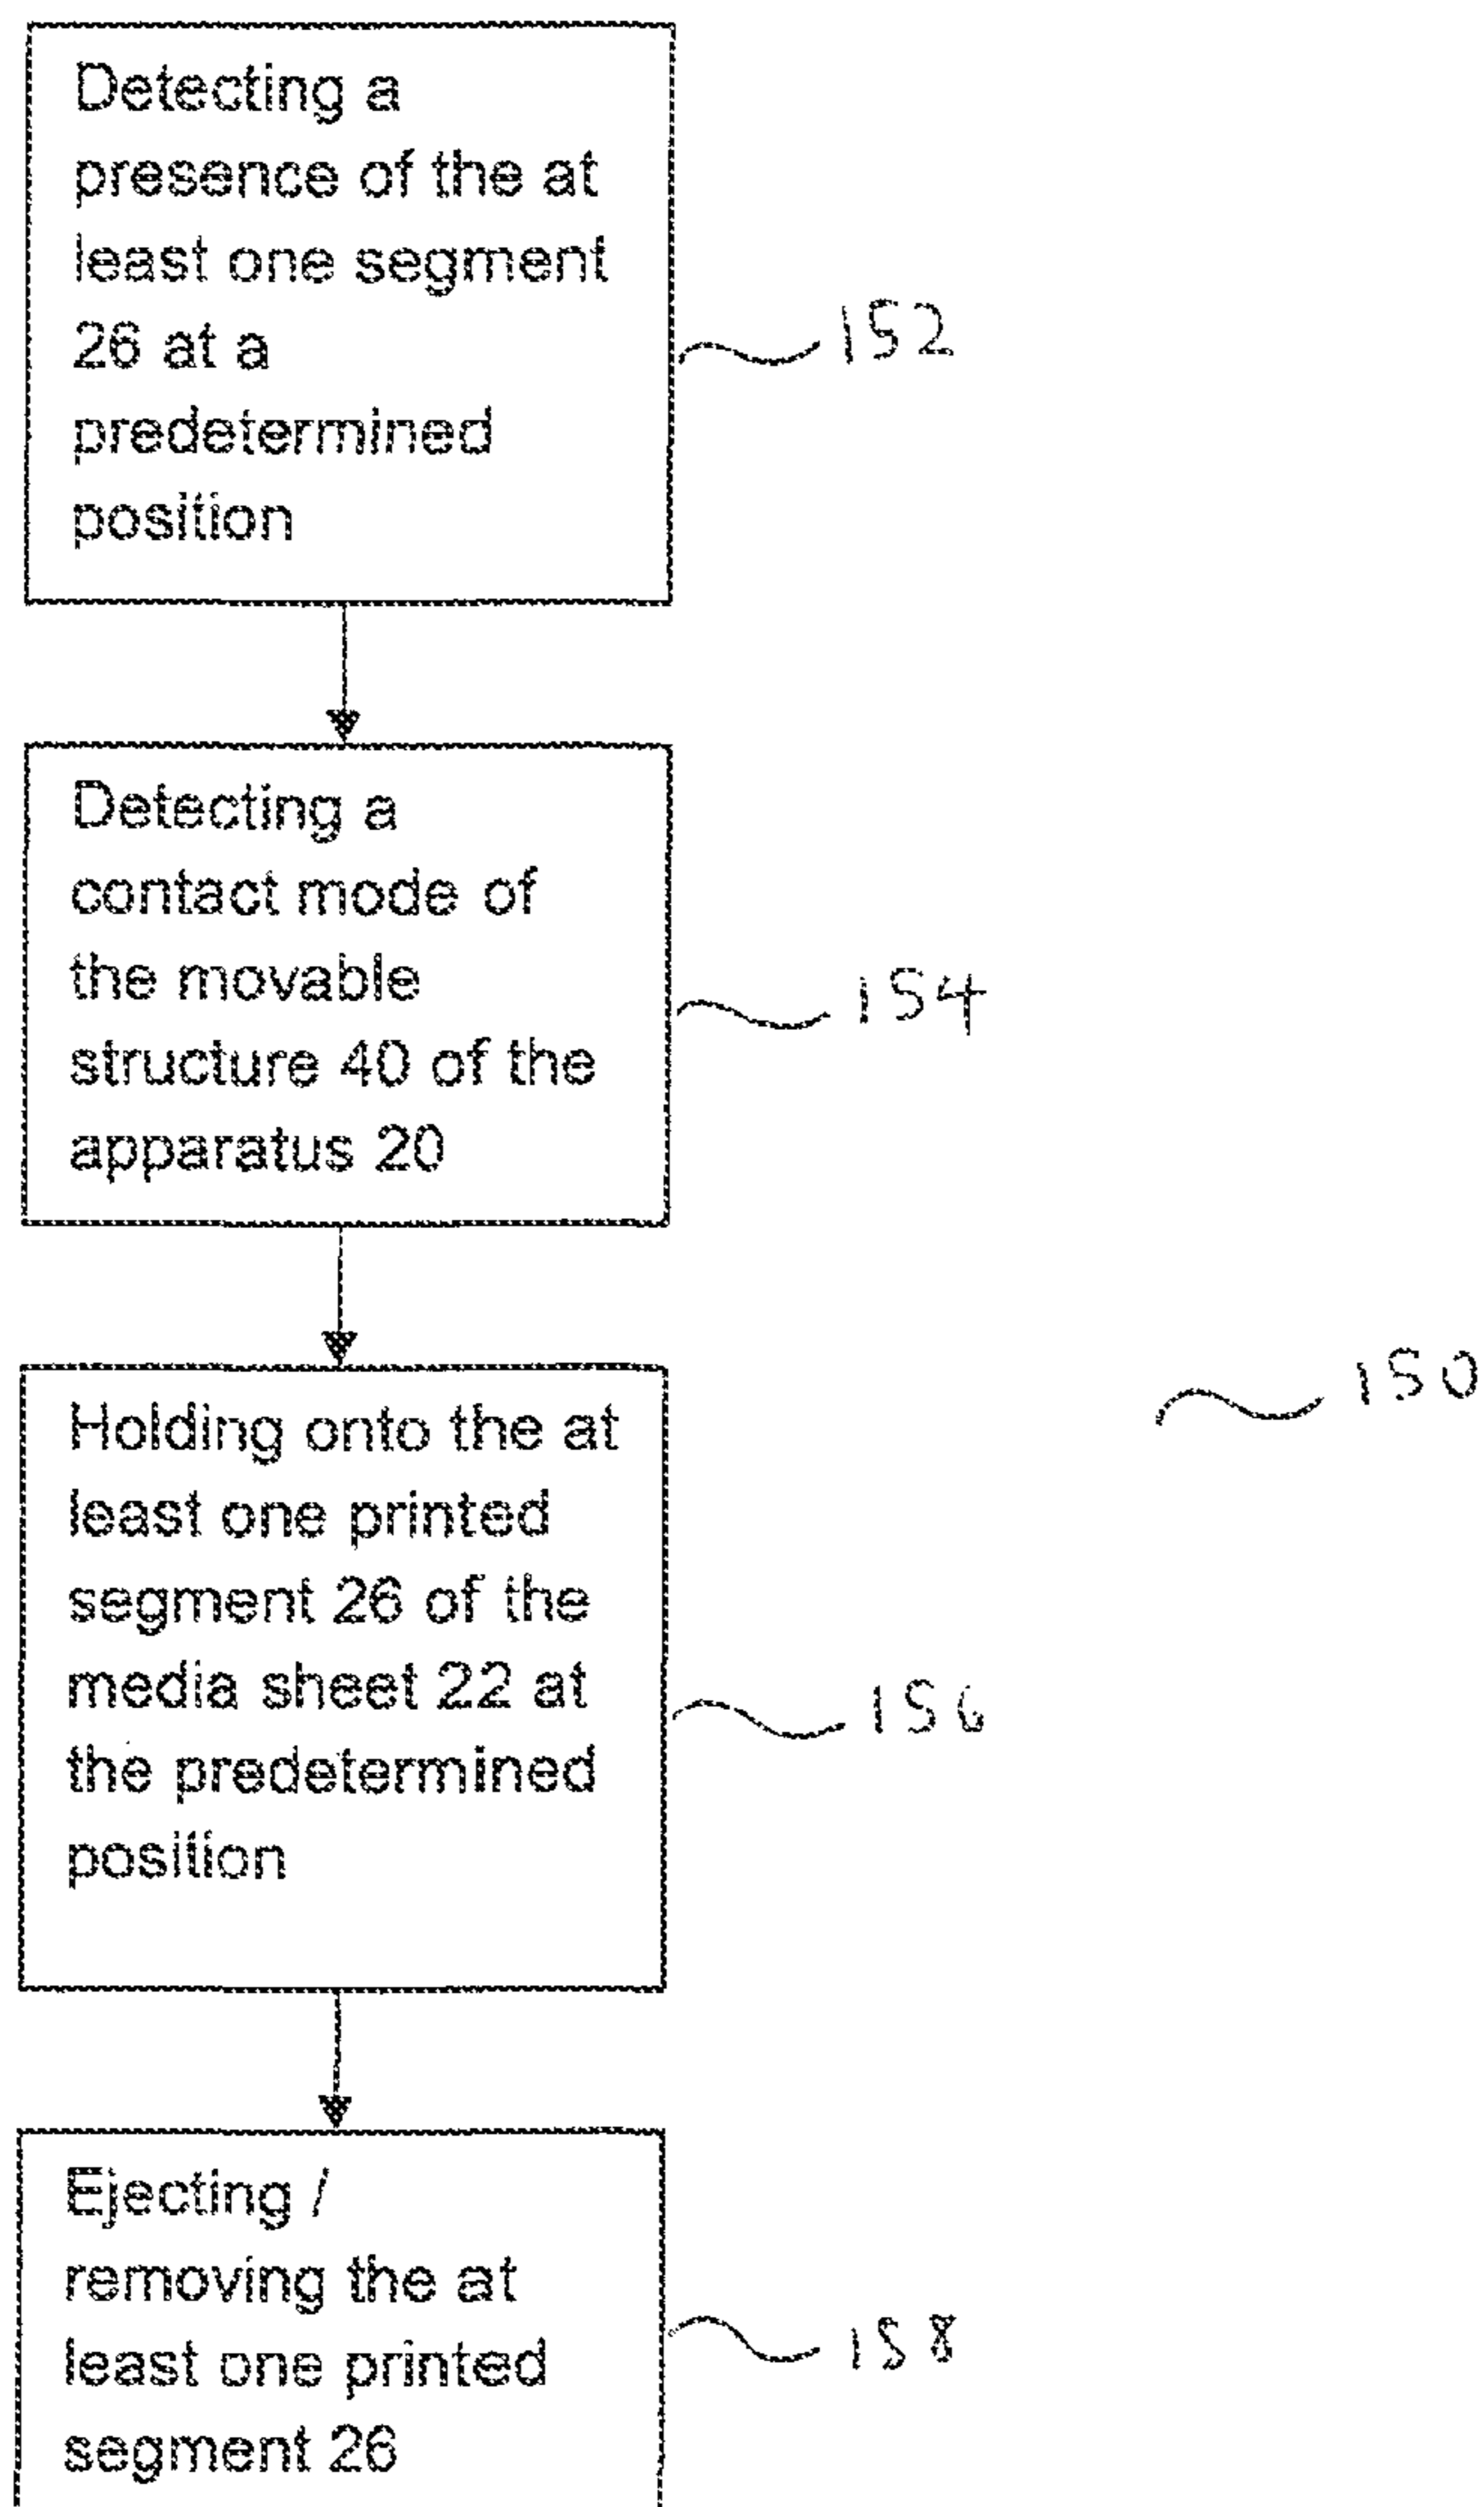 Detecting a
presence of the at
least one segment
26 at a
predetermined
position
152
Detecting a
contact mode of
the movable
structure 40 of the
apparatus 20
154
150
Holding onto the at
least one printed
segment 26 of the
media sheet 22 at
the predetermined
position
156
Ejecting /
removing the at
least one printed
segment 26
158